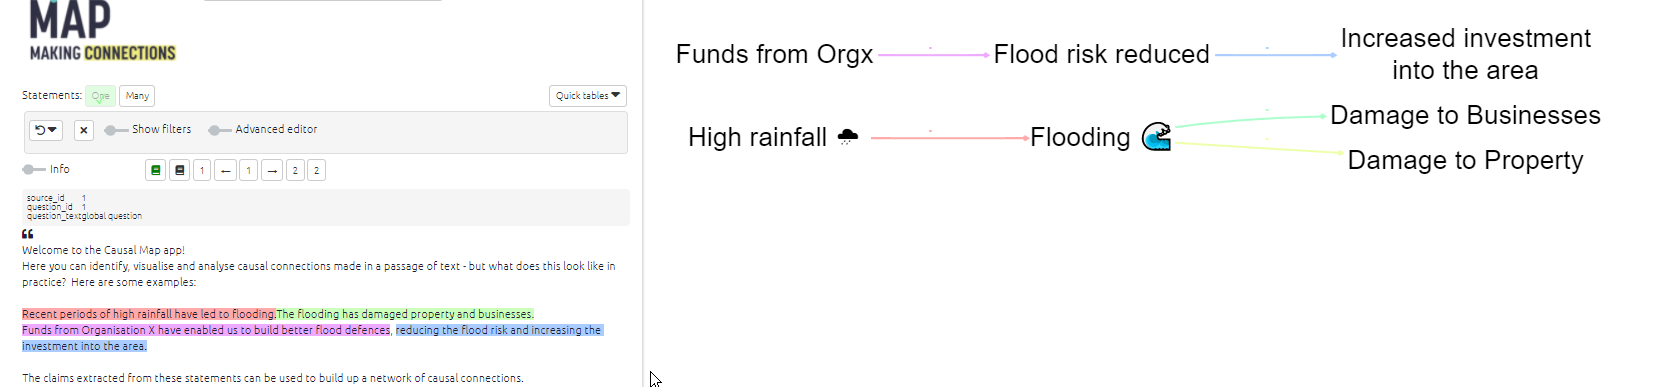 MAP
MAKING CONNECTIONS
Statements: One Many Quick tables
Show filters Advanced editor
Info 1 ← 1 → 2 2
source_id 1
question_id 1
question_textglobal question
Welcome to the Causal Map app!
Here you can identify, visualise and analyse causal connections made in a passage of text - but what does this look like in
practice? Here are some examples:
Recent periods of high rainfall have led to flooding.The flooding has damaged property and businesses.
Funds from Organisation X have enabled us to build better flood defences, reducing the flood risk and increasing the
investment into the area.
The claims extracted from these statements can be used to build up a network of causal connections.
Funds from Orgx
Flood risk reduced
Increased investment
into the area
High rainfall
Flooding
Damage to Businesses
Damage to Property